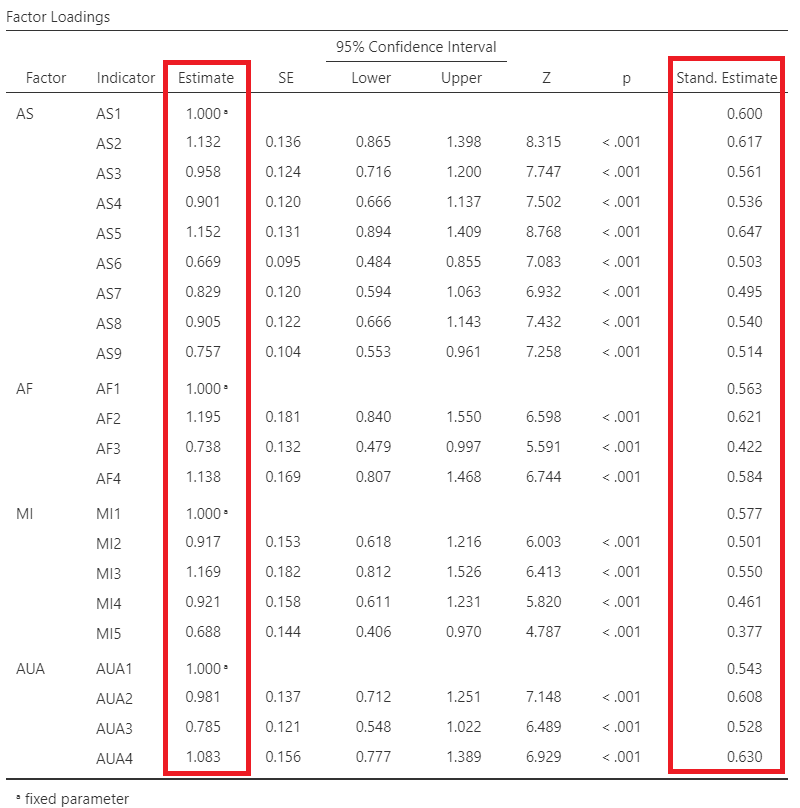 Factor Loadings
95% Confidence Interval
Factor Indicator Estimate SE Lower Upper Z p Stand. Estimate
AS AS1 1.000 ª 0.600
AS2 1.132 0.136 0.865 1.398 8.315 < .001 0.617
AS3 0.958 0.124 0.716 1.200 7.747 < .001 0.561
AS4 0.901 0.120 0.666 1.137 7.502 < .001 0.536
AS5 1.152 0.131 0.894 1.409 8.768 < .001 0.647
AS6 0.669 0.095 0.484 0.855 7.083 < .001 0.503
AS7 0.829 0.120 0.594 1.063 6.932 < .001 0.495
AS8 0.905 0.122 0.666 1.143 7.432 < .001 0.540
AS9 0.757 0.104 0.553 0.961 7.258 < .001 0.514
AF AF1 1.000 ª 0.563
AF2 1.195 0.181 0.840 1.550 6.598 < .001 0.621
AF3 0.738 0.132 0.479 0.997 5.591 < .001 0.422
AF4 1.138 0.169 0.807 1.468 6.744 < .001 0.584
MI MI1 1.000 ª 0.577
MI2 0.917 0.153 0.618 1.216 6.003 < .001 0.501
MI3 1.169 0.182 0.812 1.526 6.413 < .001 0.550
MI4 0.921 0.158 0.611 1.231 5.820 < .001 0.461
MI5 0.688 0.144 0.406 0.970 4.787 < .001 0.377
AUA AUA1 1.000 ª 0.543
AUA2 0.981 0.137 0.712 1.251 7.148 < .001 0.608
AUA3 0.785 0.121 0.548 1.022 6.489 < .001 0.528
AUA4 1.083 0.156 0.777 1.389 6.929 < .001 0.630
ª fixed parameter